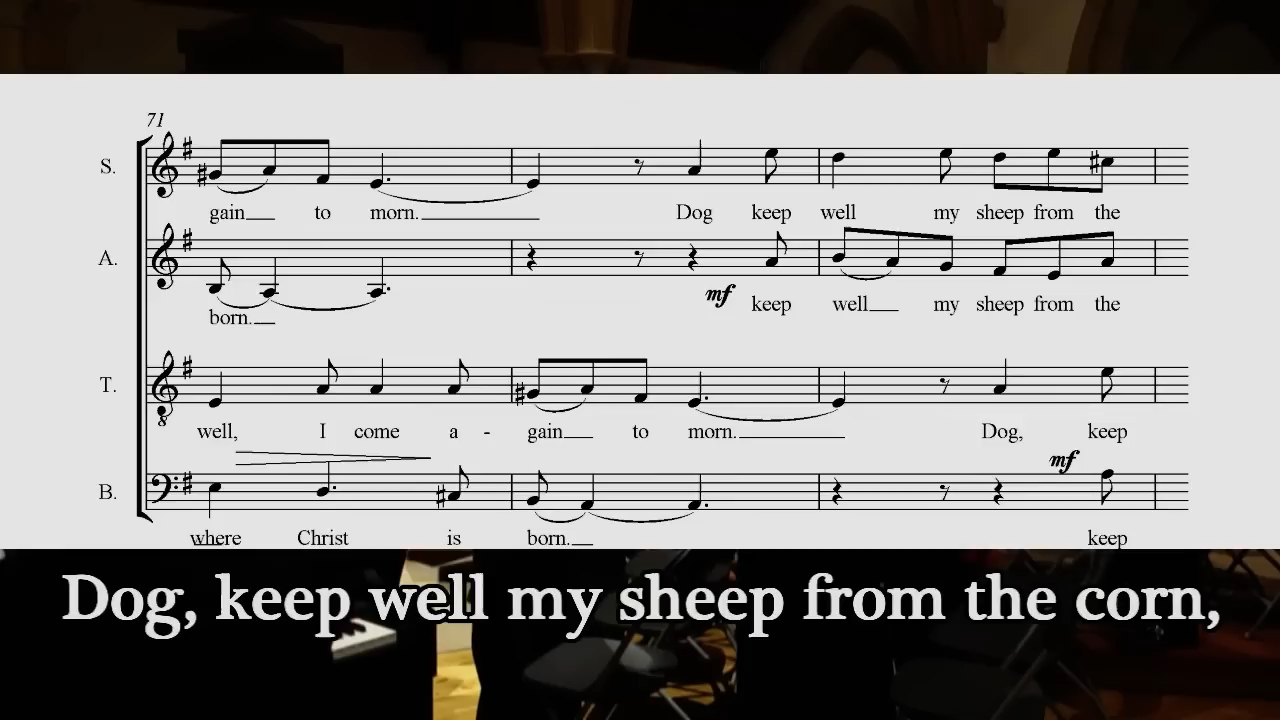 71
S.
gain to morn. Dog keep well my sheep from the
A.
mf
born. keep well my sheep from the
T.
8
well, I come a - gain to morn. Dog, keep
mf
B.
where Christ is born. keep
Dog, keep well my sheep from the corn,